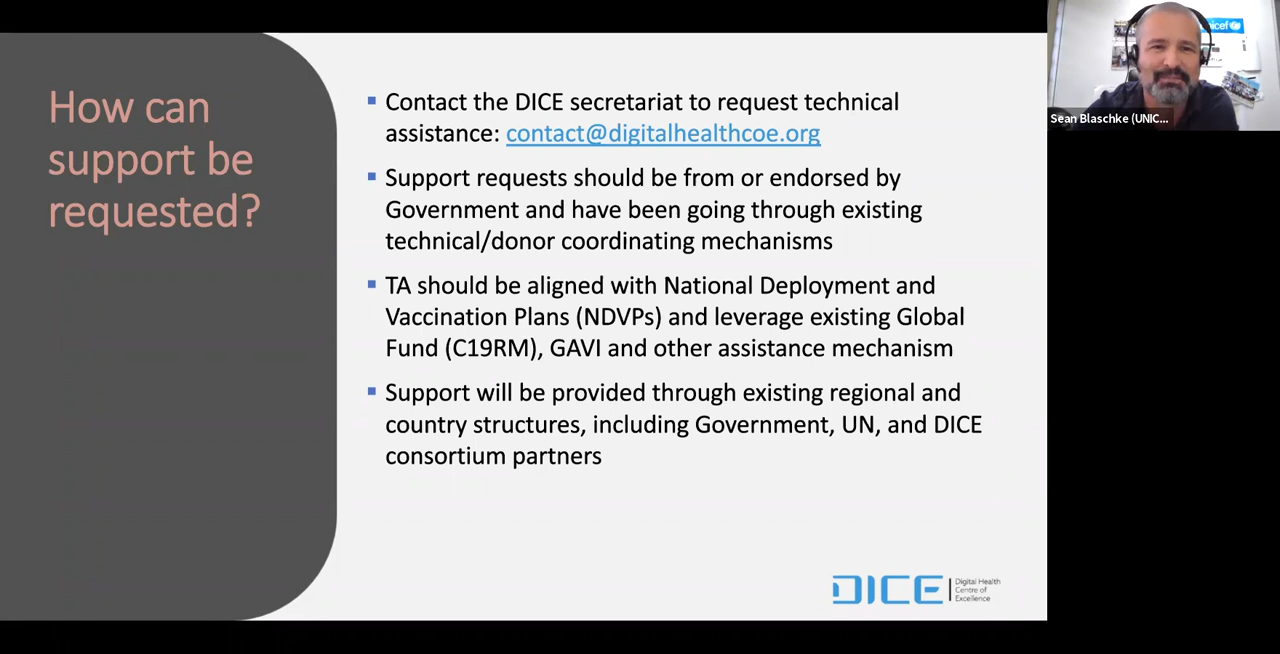 How can
support be
requested?
Contact the DICE secretariat to request technical
assistance: contact@digitalhealthcoe.org
Support requests should be from or endorsed by
Government and have been going through existing
technical/donor coordinating mechanisms
TA should be aligned with National Deployment and
Vaccination Plans (NDVPs) and leverage existing Global
Fund (C19RM), GAVI and other assistance mechanism
Support will be provided through existing regional and
country structures, including Government, UN, and DICE
consortium partners
DICE
Digital Health
Centre of
Excellence
nicef
Sean Blaschke (UNIC...